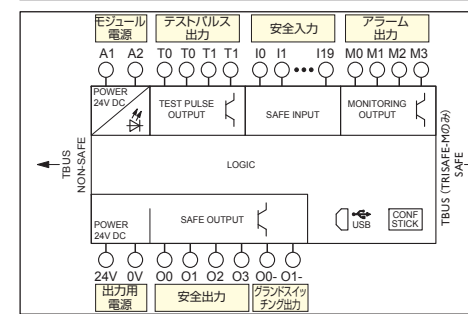 モジュール
電源
テストパルス
出力
安全入力
アラーム
出力
A1 A2 T0 T0 T1 T1 I0 I1 I19 M0 M1 M2 M3
POWER
24V DC
TEST PULSE
OUTPUT
SAFE INPUT
MONITORING
OUTPUT
TBUS
NON-SAFE
LOGIC
TBUS (TRISAFE-Mのみ)
SAFE
POWER
24V DC
SAFE OUTPUT
USB
CONF
STICK
24V 0V O0 O1 O2 O3 O0- O1-
出力用
電源
安全出力
グランドスイッ
チング出力